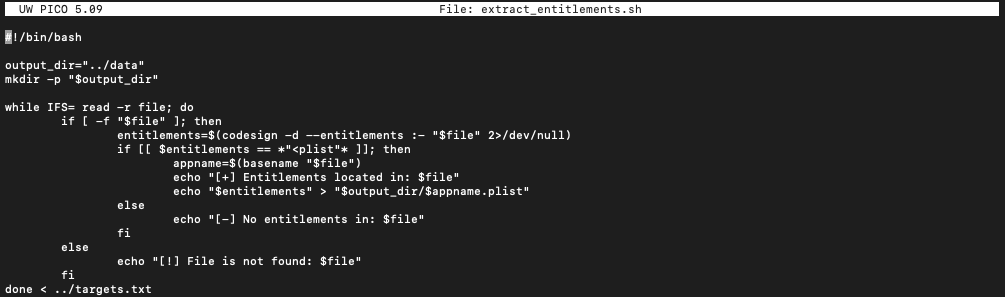 UW PICO 5.09 File: extract_entitlements.sh
#!/bin/bash
output_dir="../data"
mkdir -p "$output_dir"
while IFS= read -r file; do
if [ -f "$file" ]; then
entitlements=$(codesign -d --entitlements :- "$file" 2>/dev/null)
if [[ $entitlements == *"<plist"* ]]; then
appname=$(basename "$file")
echo "[+] Entitlements located in: $file"
echo "$entitlements" > "$output_dir/$appname.plist"
else
echo "[-] No entitlements in: $file"
fi
else
echo "[!] File is not found: $file"
fi
done < ../targets.txt